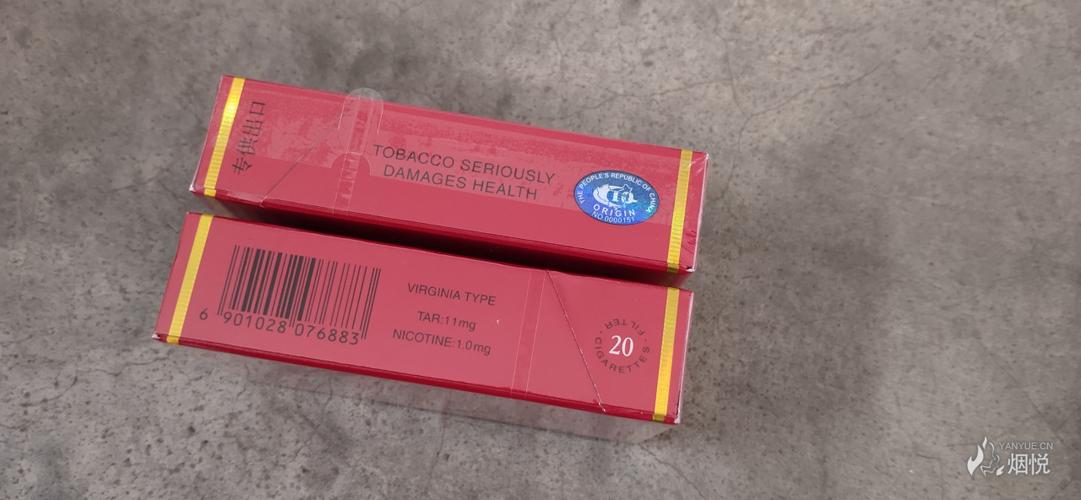 专供出口
TOBACCO SERIOUSLY
DAMAGES HEALTH
THE PEOPLE'S REPUBLIC OF CHINA
ORIGIN
NO.0000151
6 901028 076883
VIRGINIA TYPE
TAR:11mg
NICOTINE:1.0mg
FILTER
20
CIGARETTES
YANYUE.CN
烟悦